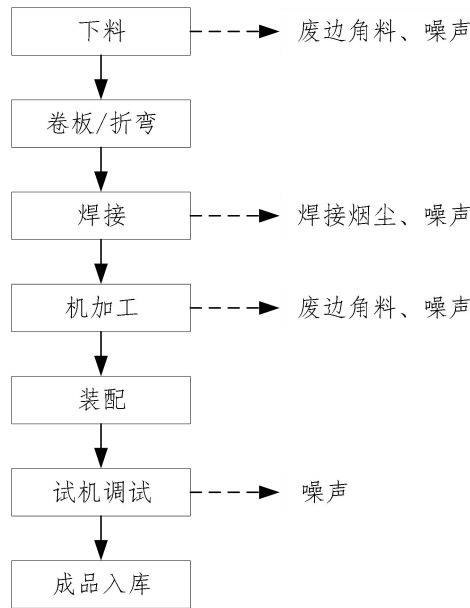 下料 废边角料、噪声
卷板/折弯
焊接 焊接烟尘、噪声
机加工 废边角料、噪声
装配
试机调试 噪声
成品入库